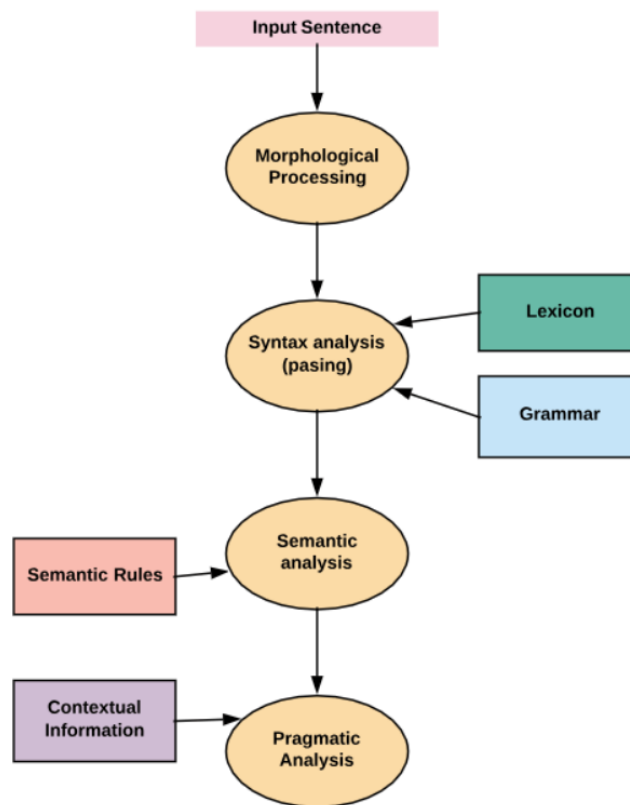 Input Sentence
Morphological
Processing
Lexicon
Syntax analysis
(pasing)
Grammar
Semantic
analysis
Semantic Rules
Contextual
Information
Pragmatic
Analysis